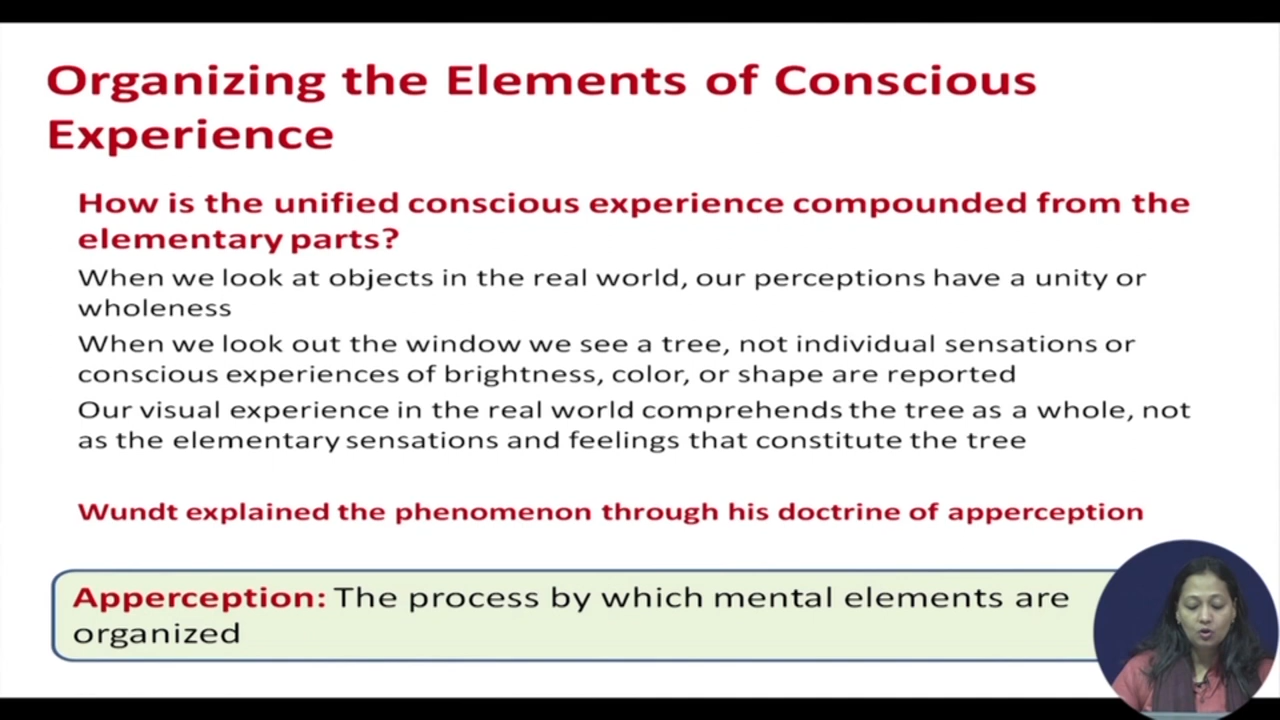 Organizing the Elements of Conscious
Experience
How is the unified conscious experience compounded from the
elementary parts?
When we look at objects in the real world, our perceptions have a unity or
wholeness
When we look out the window we see a tree, not individual sensations or
conscious experiences of brightness, color, or shape are reported
Our visual experience in the real world comprehends the tree as a whole, not
as the elementary sensations and feelings that constitute the tree
Wundt explained the phenomenon through his doctrine of apperception
Apperception: The process by which mental elements are
organized